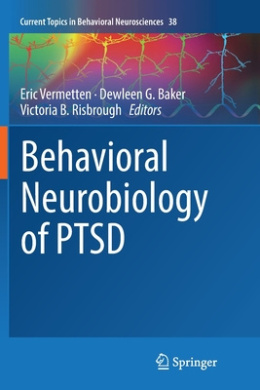 Current Topics in Behavioral Neurosciences 38
Eric Vermetten · Dewleen G. Baker
Victoria B. Risbrough Editors
Behavioral
Neurobiology
of PTSD
Springer